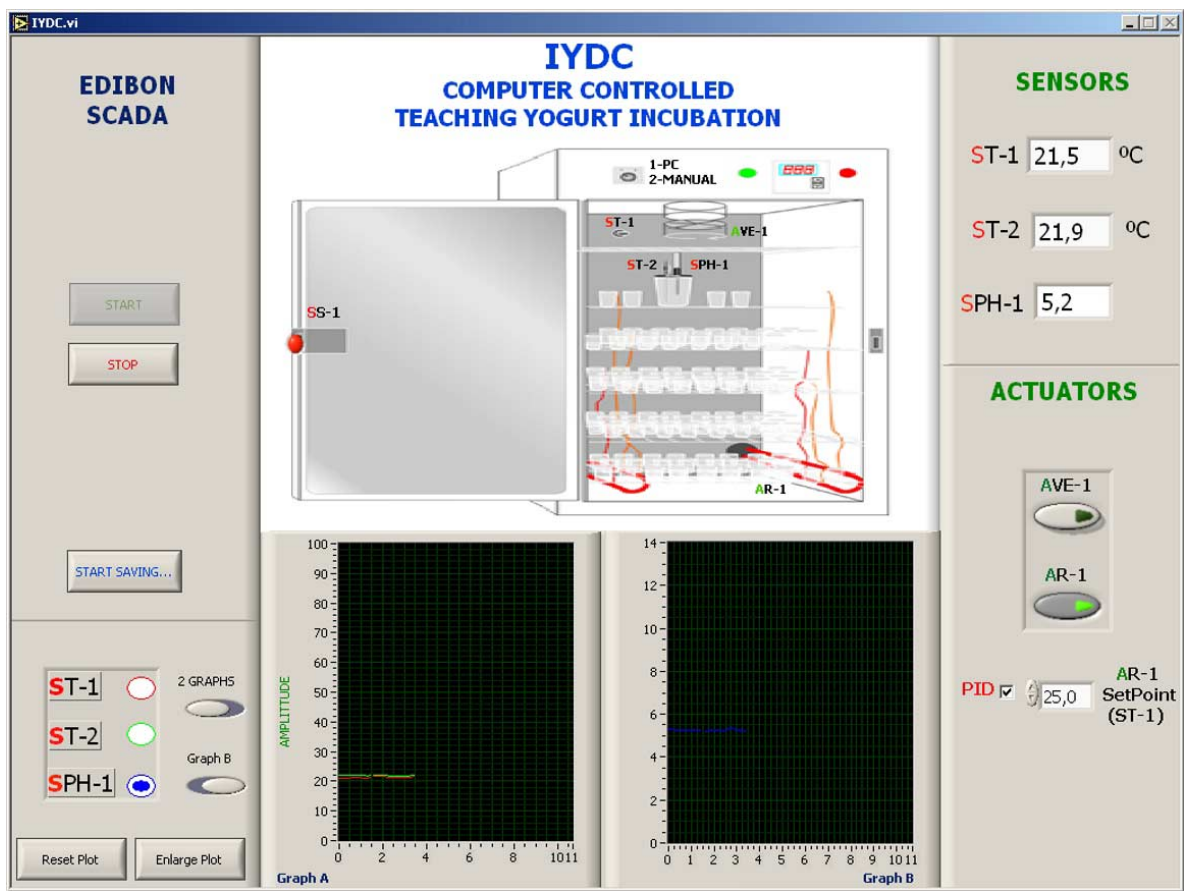 IYDC.vi
EDIBON
SCADA
START
STOP
START SAVING...
ST-1
ST-2
SPH-1
2 GRAPHS
Graph B
Reset Plot
Enlarge Plot
IYDC
COMPUTER CONTROLLED
TEACHING YOGURT INCUBATION
1-PC
2-MANUAL
ST-1
AVE-1
ST-2
SPH-1
SS-1
AR-1
AMPLITTUDE
100
90
80
70
60
50
40
30
20
10
0
0 2 4 6 8 10 11
Graph A
14
12
10
8
6
4
2
0
0 1 2 3 4 5 6 7 8 9 10 11
Graph B
SENSORS
ST-1 21,5 ºC
ST-2 21,9 ºC
SPH-1 5,2
ACTUATORS
AVE-1
AR-1
PID 25,0
AR-1
SetPoint
(ST-1)